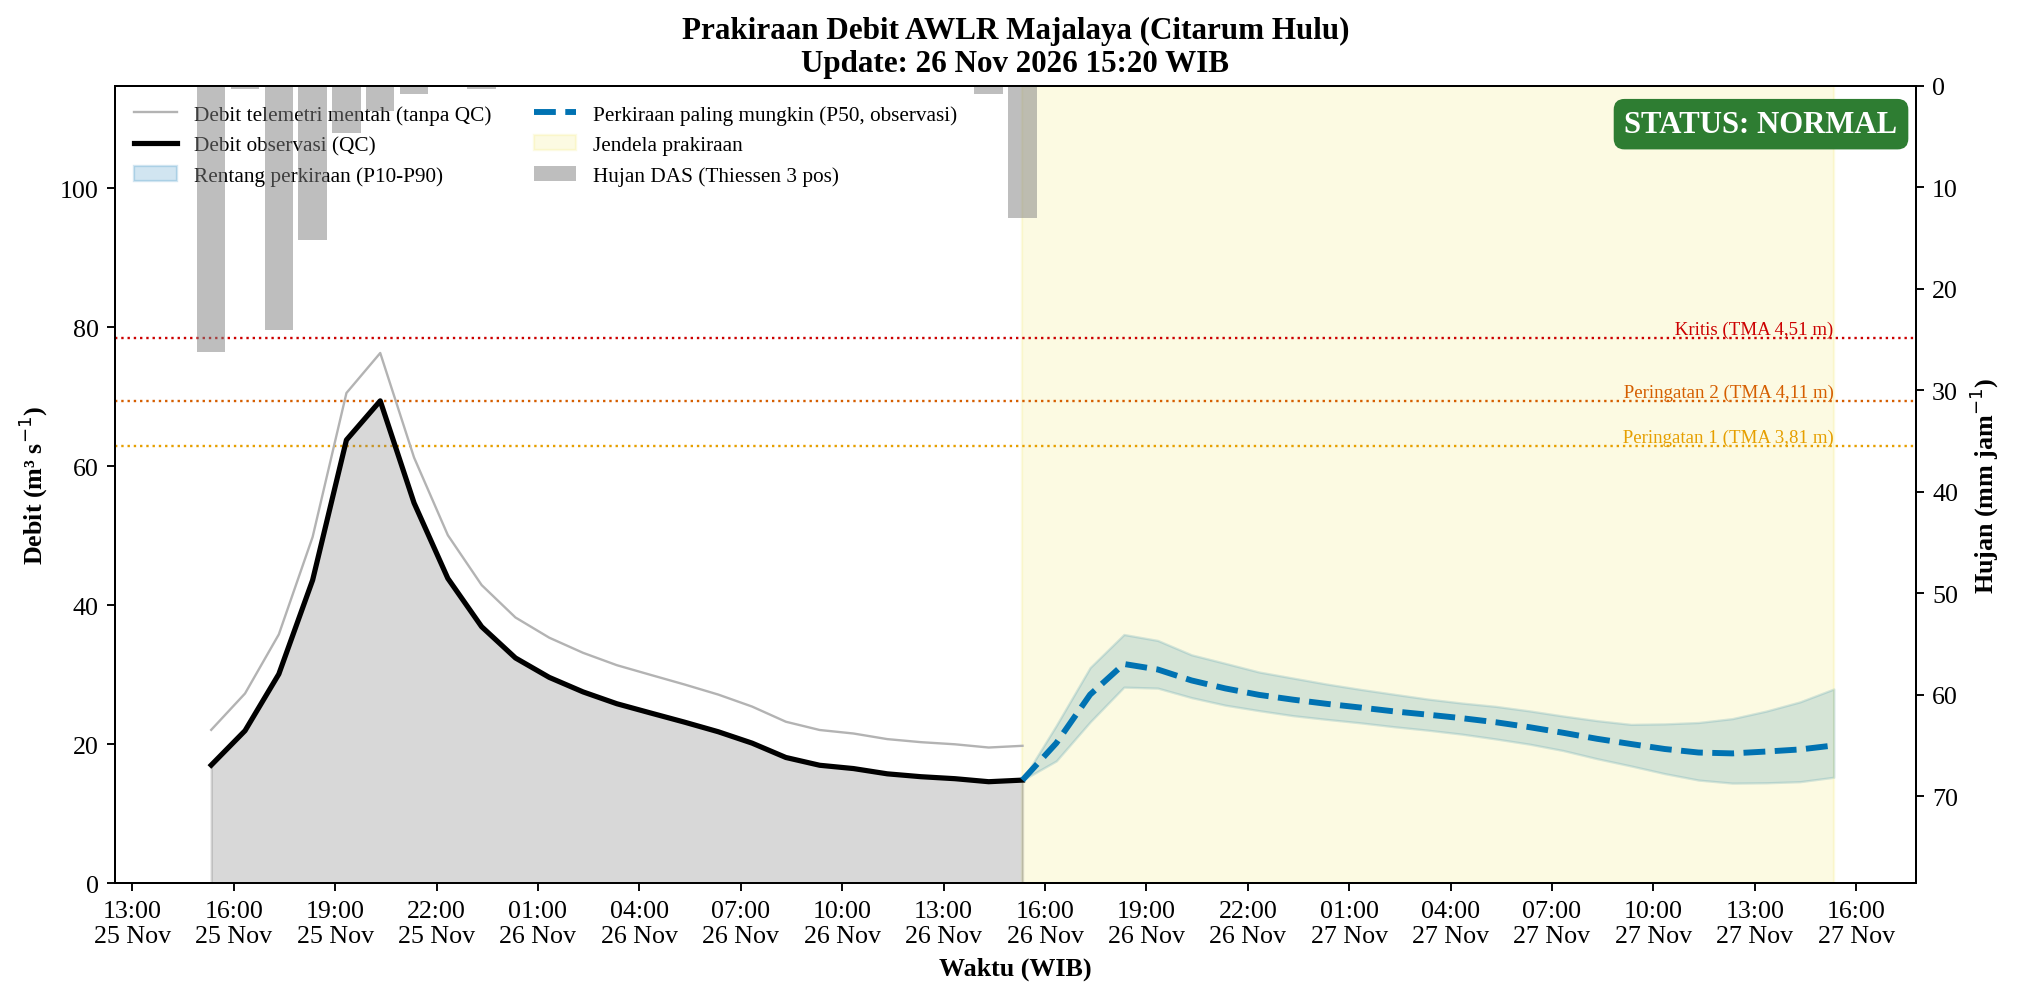 Prakiraan Debit AWLR Majalaya (Citarum Hulu)
Update: 26 Nov 2026 15:20 WIB
Debit telemetri mentah (tanpa QC)
Debit observasi (QC)
Rentang perkiraan (P10-P90)
Perkiraan paling mungkin (P50, observasi)
Jendela prakiraan
Hujan DAS (Thiessen 3 pos)
STATUS: NORMAL
Kritis (TMA 4,51 m)
Peringatan 2 (TMA 4,11 m)
Peringatan 1 (TMA 3,81 m)
Debit (m³ s⁻¹)
100
80
60
40
20
0
Hujan (mm jam⁻¹)
0
10
20
30
40
50
60
70
13:00 16:00 19:00 22:00 01:00 04:00 07:00 10:00 13:00 16:00 19:00 22:00 01:00 04:00 07:00 10:00 13:00 16:00
25 Nov 25 Nov 25 Nov 25 Nov 26 Nov 26 Nov 26 Nov 26 Nov 26 Nov 26 Nov 26 Nov 26 Nov 27 Nov 27 Nov 27 Nov 27 Nov 27 Nov 27 Nov
Waktu (WIB)